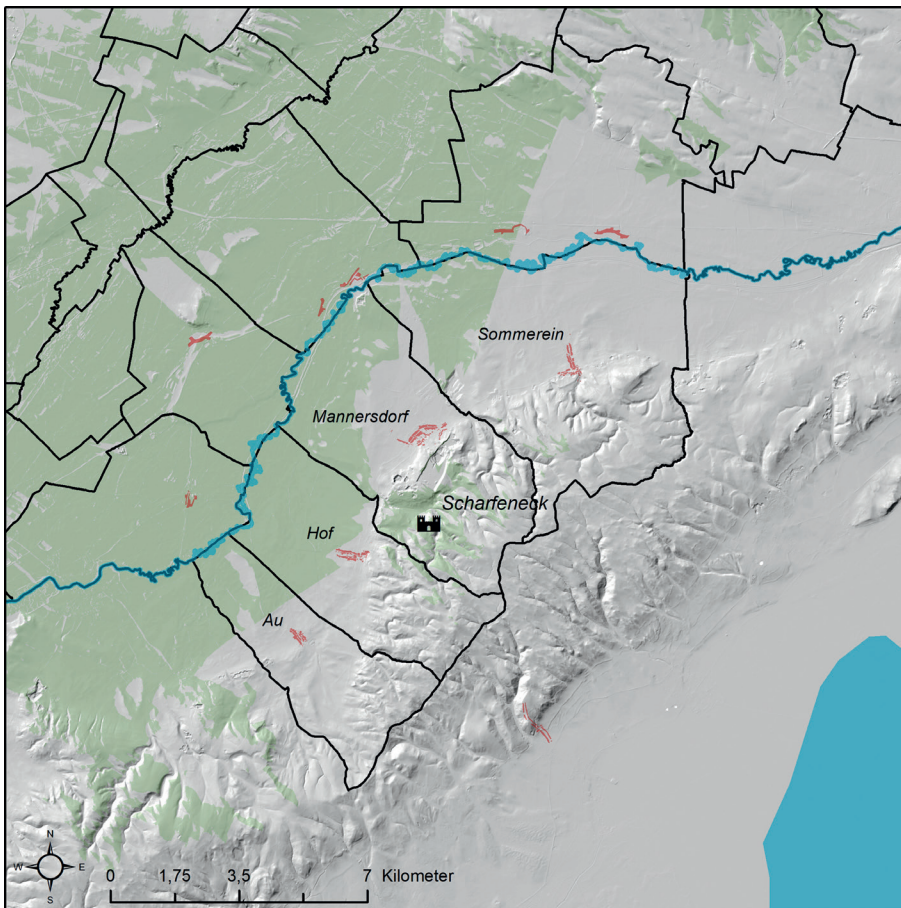 Sommerein
Mannersdorf
Scharfeneck
Hof
Au
N
W E
S
0 1,75 3,5 7 Kilometer